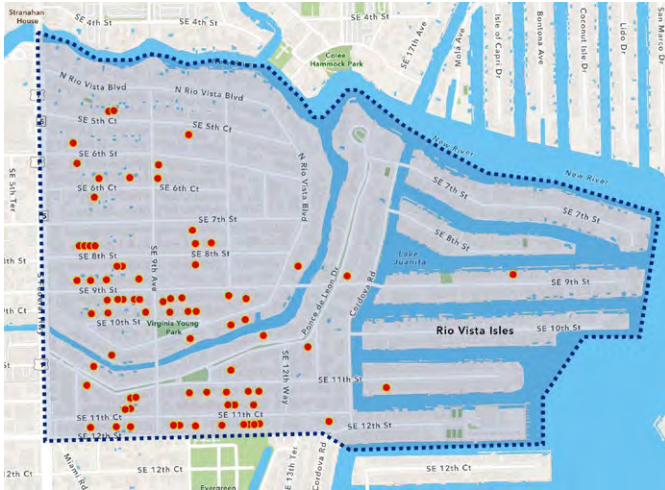 Stranahan
House
SE 4th St
SE 4th St
SE 4th St
Coree
Hammock Park
SE 17th Ave
Mola Ave
Isle of Capri Dr
Bontona Ave
Coconut Isle Dr
Lido Dr
San Marco Dr
N Rio Vista Blvd
N Rio Vista Blvd
SE 5th Ct
SE 5th Ct
SE 6th St
SE 6th Ct
SE 6th Ct
N Rio Vista Blvd
New River
New River
SE 5th Ter
SE 7th St
SE 7th St
SE 7th St
SE 8th St
SE 8th St
SE 8th St
SE 9th Ave
Lake
Juanita
SE 9th St
SE 9th St
SE 10th St
SE 10th St
Virginia Young
Park
Ponce de Leon Dr
Cordova Rd
Rio Vista Isles
SE 12th Way
SE 11th St
SE 11th Ct
SE 11th Ct
SE 12th St
SE 12th St
SE 12th Ct
SE 12th Ct
SE 12th Ct
Miami Rd
SE 13th Ter
Cordova Rd
Evergreen